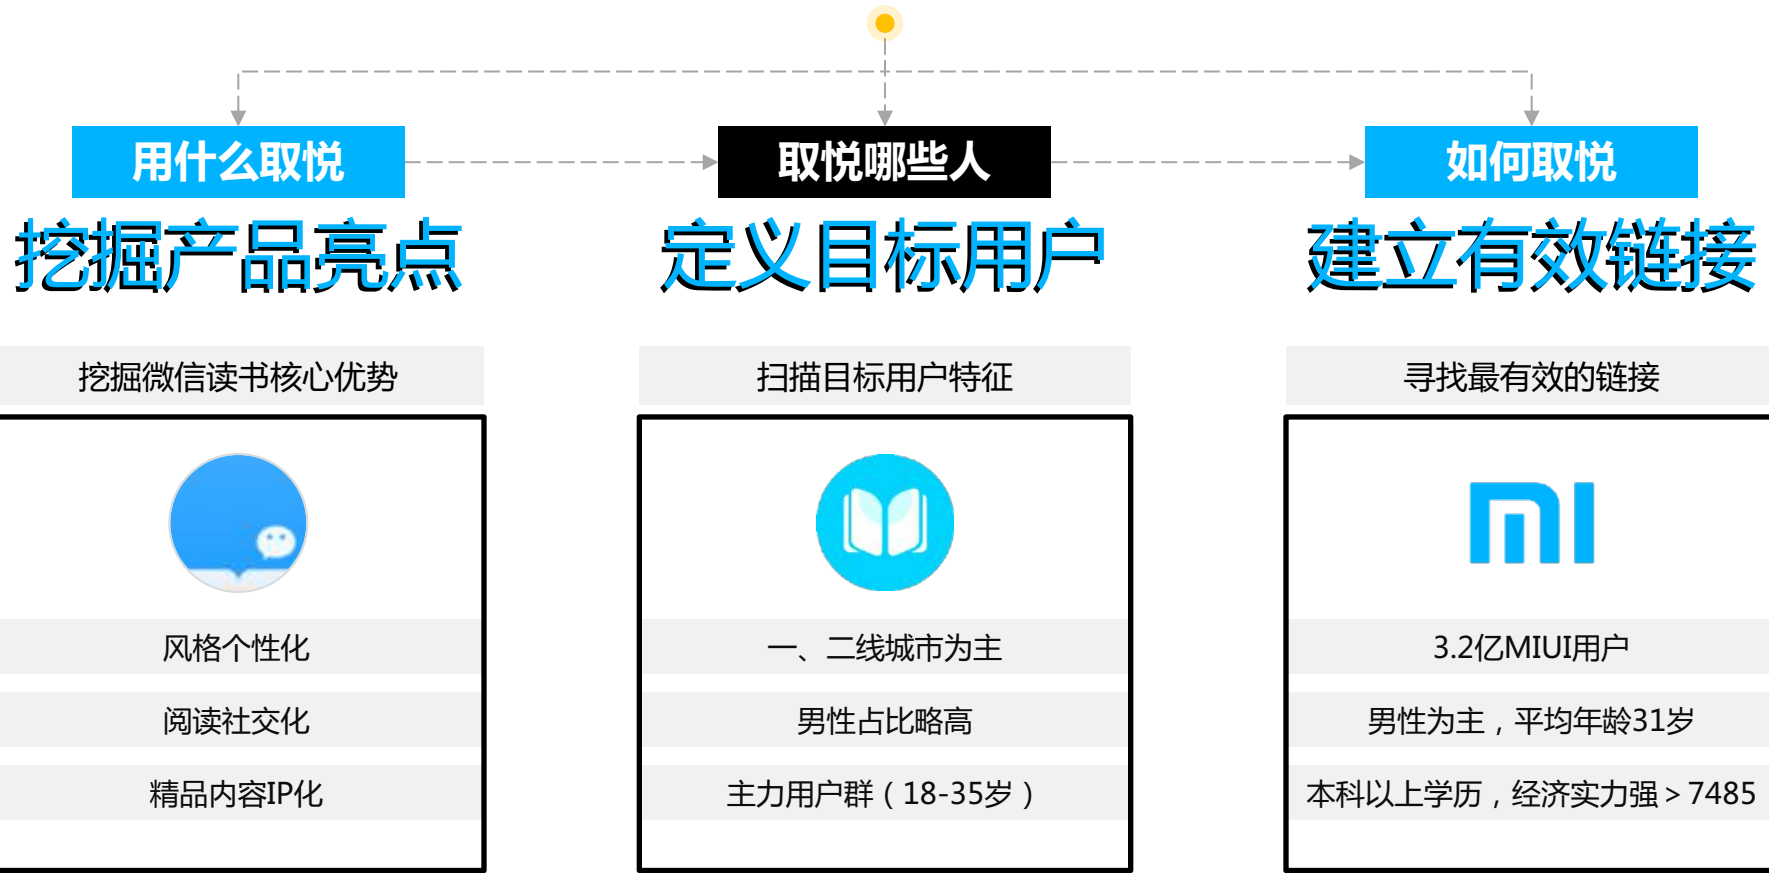 用什么取悦
取悦哪些人
如何取悦
挖掘产品亮点
定义目标用户
建立有效链接
挖掘微信读书核心优势
扫描目标用户特征
寻找最有效的链接
风格个性化
一、二线城市为主
3.2亿MIUI用户
阅读社交化
男性占比略高
男性为主，平均年龄31岁
精品内容IP化
主力用户群（18-35岁）
本科以上学历，经济实力强＞7485